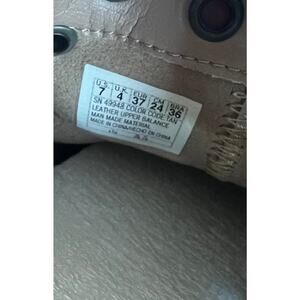 U.S. U.K. EUR CM BRA
7 4 37 24 36
SN 49948 COLOR CODE: TAN
LEATHER UPPER BALANCE
MAN MADE MATERIAL
MADE IN CHINA/HECHO EN CHINA